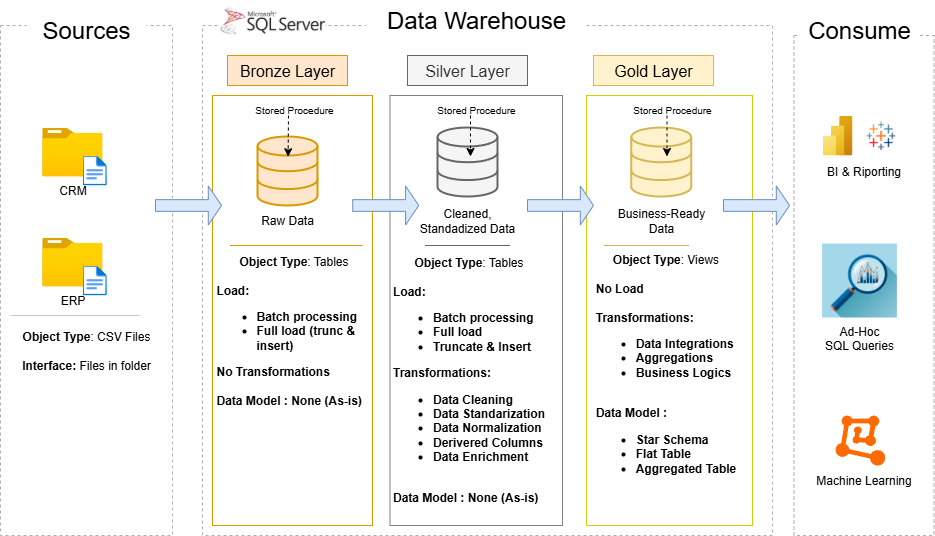 Sources
CRM
ERP
Object Type: CSV Files
Interface: Files in folder
Microsoft®
SQL Server
Data Warehouse
Bronze Layer
Stored Procedure
Raw Data
Object Type: Tables
Load:
• Batch processing
• Full load (trunc &
insert)
No Transformations
Data Model : None (As-is)
Silver Layer
Stored Procedure
Cleaned,
Standadized Data
Object Type: Tables
Load:
• Batch processing
• Full load
• Truncate & Insert
Transformations:
• Data Cleaning
• Data Standarization
• Data Normalization
• Derivered Columns
• Data Enrichment
Data Model : None (As-is)
Gold Layer
Stored Procedure
Business-Ready
Data
Object Type: Views
No Load
Transformations:
• Data Integrations
• Aggregations
• Business Logics
Data Model :
• Star Schema
• Flat Table
• Aggregated Table
Consume
BI & Riporting
Ad-Hoc
SQL Queries
Machine Learning